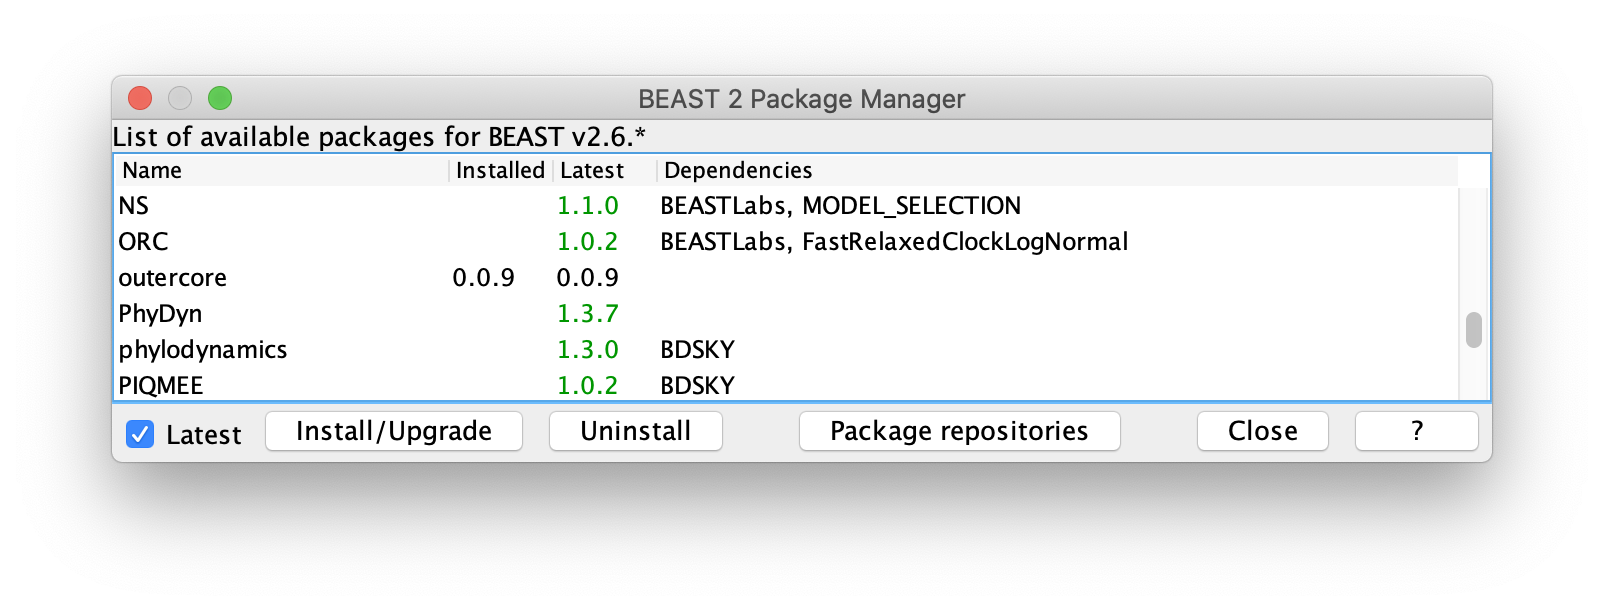 BEAST 2 Package Manager
List of available packages for BEAST v2.6.*
Name Installed Latest Dependencies
NS 1.1.0 BEASTLabs, MODEL_SELECTION
ORC 1.0.2 BEASTLabs, FastRelaxedClockLogNormal
outercore 0.0.9 0.0.9
PhyDyn 1.3.7
phylodynamics 1.3.0 BDSKY
PIQMEE 1.0.2 BDSKY
Latest Install/Upgrade Uninstall Package repositories Close ?